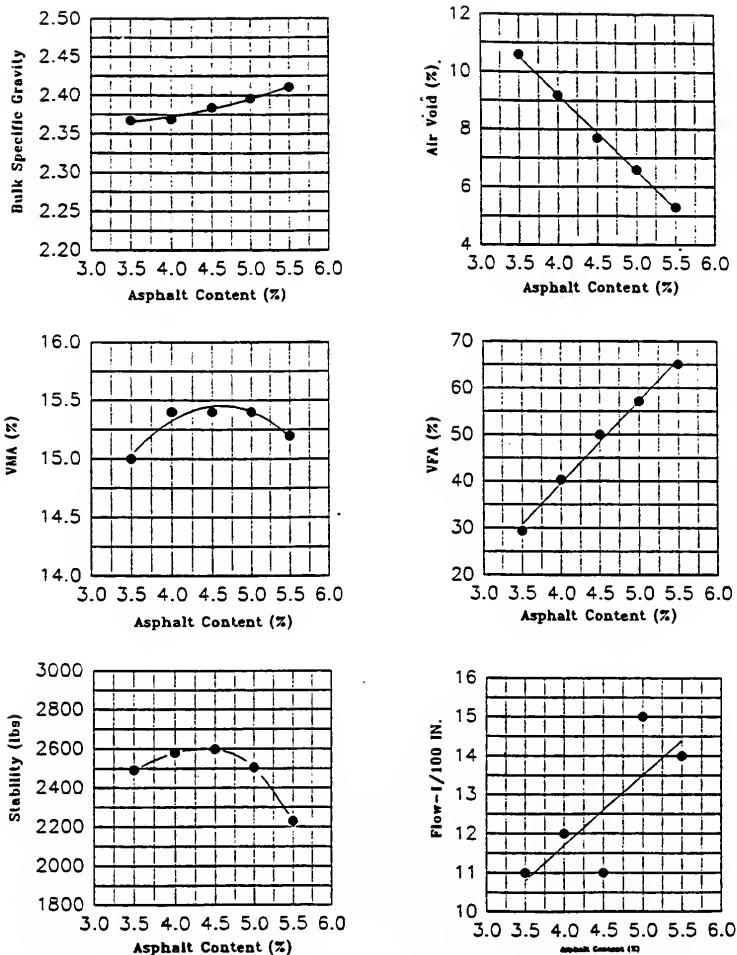 Bulk Specific Gravity
2.50
2.45
2.40
2.35
2.30
2.25
2.20
3.0 3.5 4.0 4.5 5.0 5.5 6.0
Asphalt Content (%)
Air Void (%)
12
10
8
6
4
3.0 3.5 4.0 4.5 5.0 5.5 6.0
Asphalt Content (%)
VMA (%)
16.0
15.5
15.0
14.5
14.0
3.0 3.5 4.0 4.5 5.0 5.5 6.0
Asphalt Content (%)
VFA (%)
70
60
50
40
30
20
3.0 3.5 4.0 4.5 5.0 5.5 6.0
Asphalt Content (%)
Stability (lbs)
3000
2800
2600
2400
2200
2000
1800
3.0 3.5 4.0 4.5 5.0 5.5 6.0
Asphalt Content (%)
Flow-1/100 IN.
16
15
14
13
12
11
10
3.0 3.5 4.0 4.5 5.0 5.5 6.0
Asphalt Content (%)